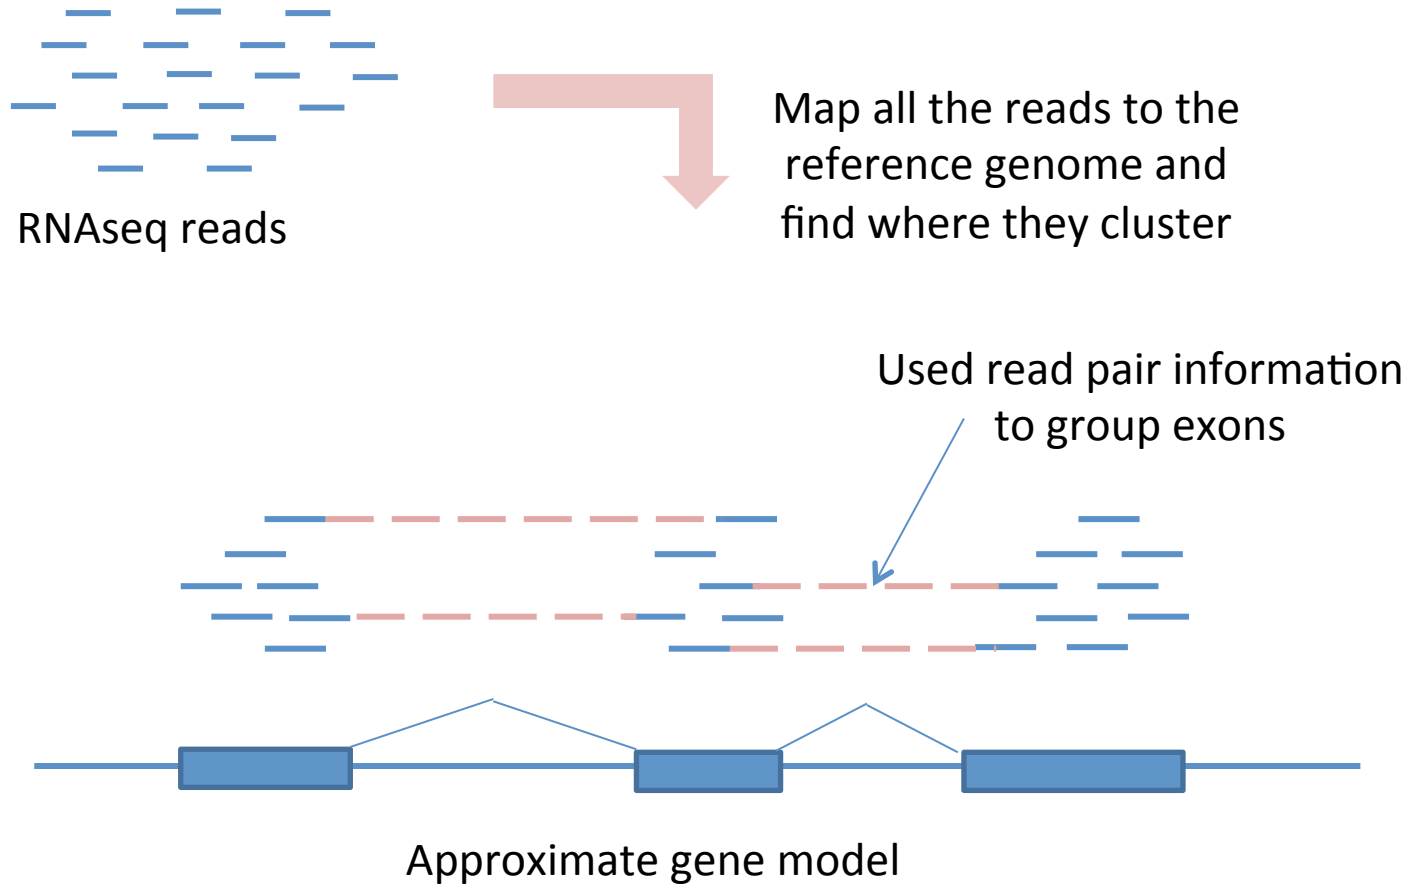 RNAseq reads
Map all the reads to the
reference genome and
find where they cluster
Used read pair information
to group exons
Approximate gene model